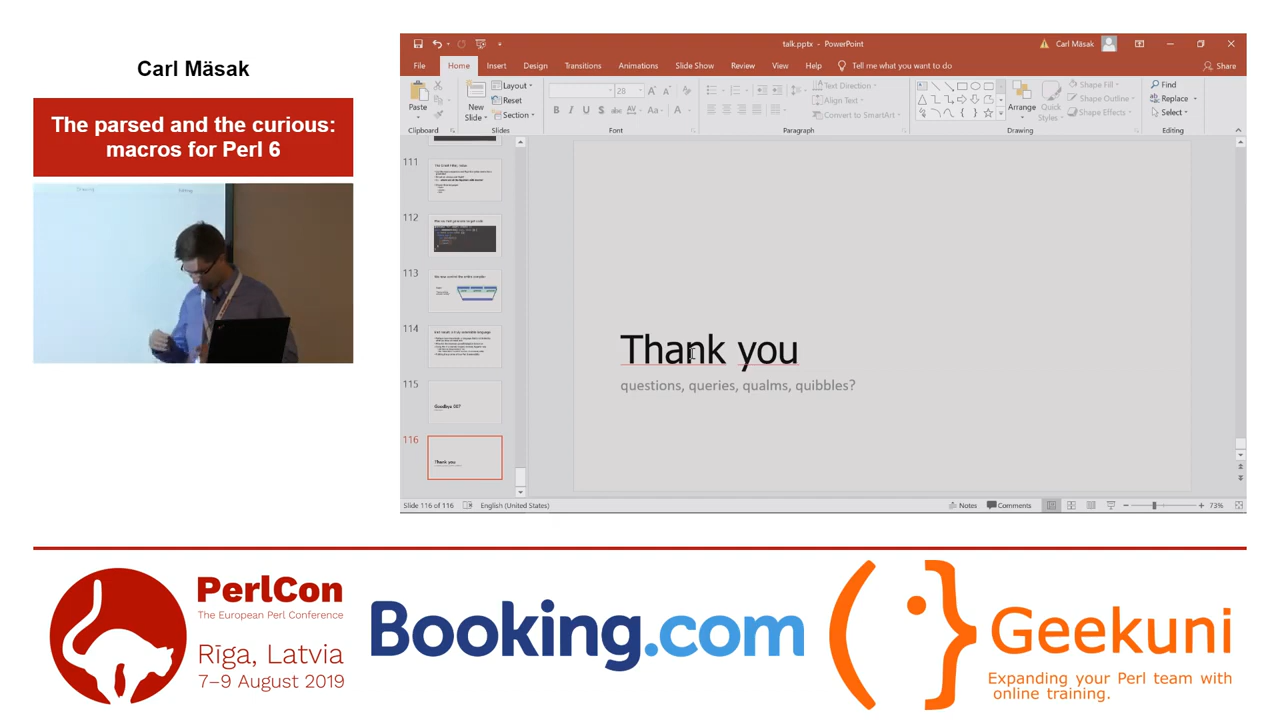 Carl Mäsak
The parsed and the curious:
macros for Perl 6
talk.pptx - PowerPoint
Carl Mäsak
File Home Insert Design Transitions Animations Slide Show Review View Help Tell me what you want to do Share
Paste
Clipboard
New
Slide
Layout
Reset
Section
Slides
28
B I U S abc AV Aa A
Font
Text Direction
Align Text
Convert to SmartArt
Paragraph
Arrange
Quick
Styles
Shape Fill
Shape Outline
Shape Effects
Drawing
Find
Replace
Select
Editing
111
112
113
114
115
Goodbye 007
116
Thank you
Thank you
questions, queries, qualms, quibbles?
Slide 116 of 116 English (United States) Notes Comments 73%
PerlCon
The European Perl Conference
Rīga, Latvia
7–9 August 2019
Booking.com
Geekuni
Expanding your Perl team with
online training.